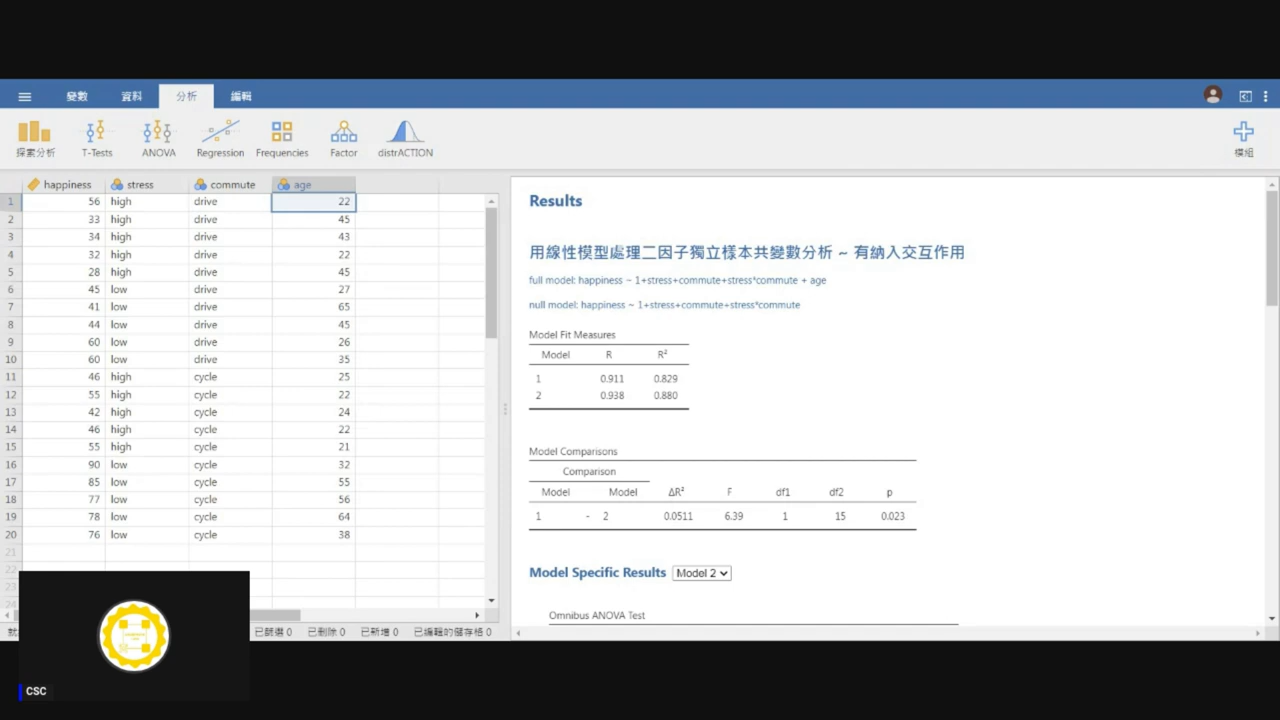 變數 資料 分析 編輯
探索分析 T-Tests ANOVA Regression Frequencies Factor distrACTION 模組
happiness stress commute age
1 56 high drive 22
2 33 high drive 45
3 34 high drive 43
4 32 high drive 22
5 28 high drive 45
6 45 low drive 27
7 41 low drive 65
8 44 low drive 45
9 60 low drive 26
10 60 low drive 35
11 46 high cycle 25
12 55 high cycle 22
13 42 high cycle 24
14 46 high cycle 22
15 55 high cycle 21
16 90 low cycle 32
17 85 low cycle 55
18 77 low cycle 56
19 78 low cycle 64
20 76 low cycle 38
21
22
23
24
已篩選 0 已刪除 0 已新增 0 已編輯的儲存格 0
CSC
Results
用線性模型處理二因子獨立樣本共變數分析 ~ 有納入交互作用
full model: happiness ~ 1+stress+commute+stress*commute + age
null model: happiness ~ 1+stress+commute+stress*commute
Model Fit Measures
Model R R²
1 0.911 0.829
2 0.938 0.880
Model Comparisons
Comparison
Model Model ΔR² F df1 df2 p
1 - 2 0.0511 6.39 1 15 0.023
Model Specific Results Model 2
Omnibus ANOVA Test